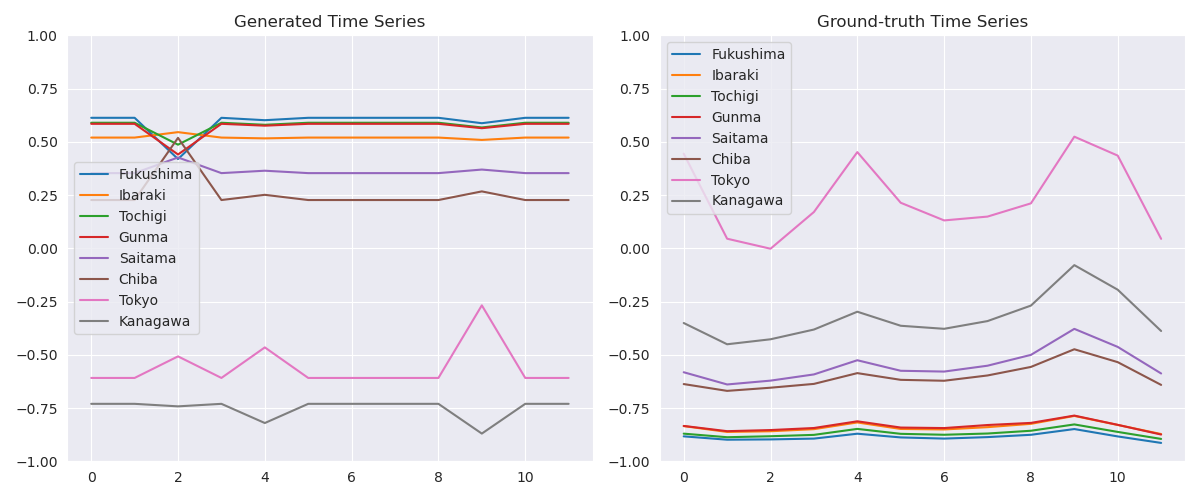 Generated Time Series
1.00
0.75
0.50
0.25
0.00
−0.25
−0.50
−0.75
−1.00
Fukushima
Ibaraki
Tochigi
Gunma
Saitama
Chiba
Tokyo
Kanagawa
0 2 4 6 8 10
Ground-truth Time Series
1.00
0.75
0.50
0.25
0.00
−0.25
−0.50
−0.75
−1.00
Fukushima
Ibaraki
Tochigi
Gunma
Saitama
Chiba
Tokyo
Kanagawa
0 2 4 6 8 10